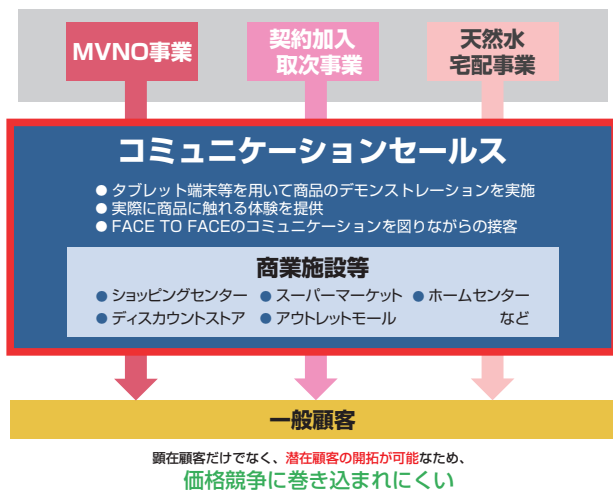 MVNO事業
契約加入
取次事業
天然水
宅配事業
コミュニケーションセールス
● タブレット端末等を用いて商品のデモンストレーションを実施
● 実際に商品に触れる体験を提供
● FACE TO FACEのコミュニケーションを図りながらの接客
商業施設等
● ショッピングセンター ● スーパーマーケット ● ホームセンター
● ディスカウントストア ● アウトレットモール など
一般顧客
顕在顧客だけでなく、潜在顧客の開拓が可能なため、
価格競争に巻き込まれにくい